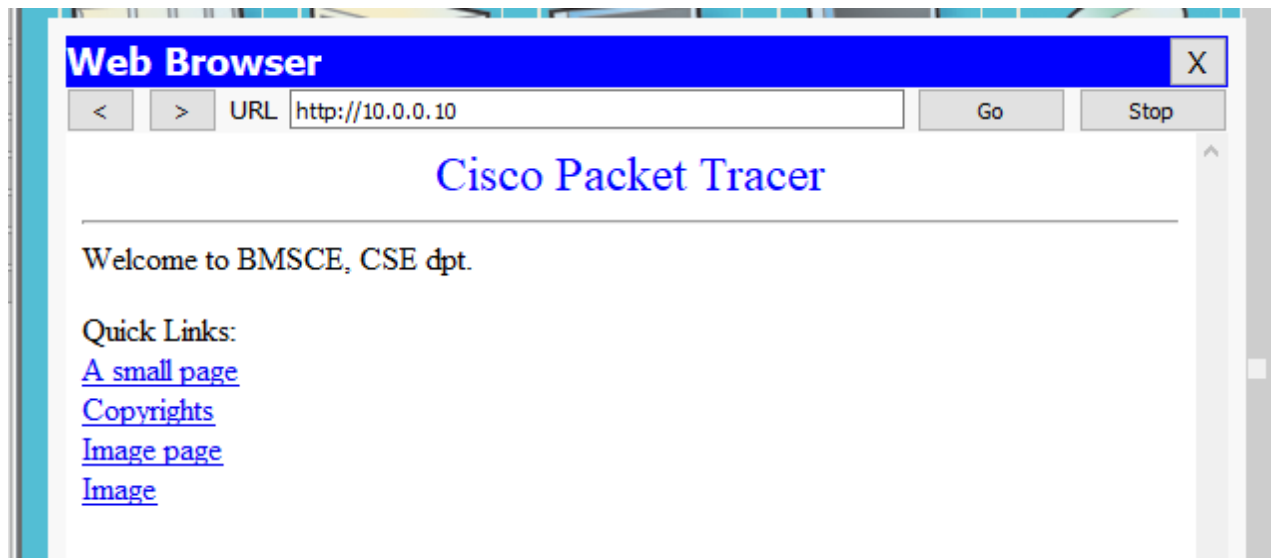 Web Browser X
< > URL http://10.0.0.10 Go Stop
Cisco Packet Tracer
Welcome to BMSCE, CSE dpt.
Quick Links:
A small page
Copyrights
Image page
Image